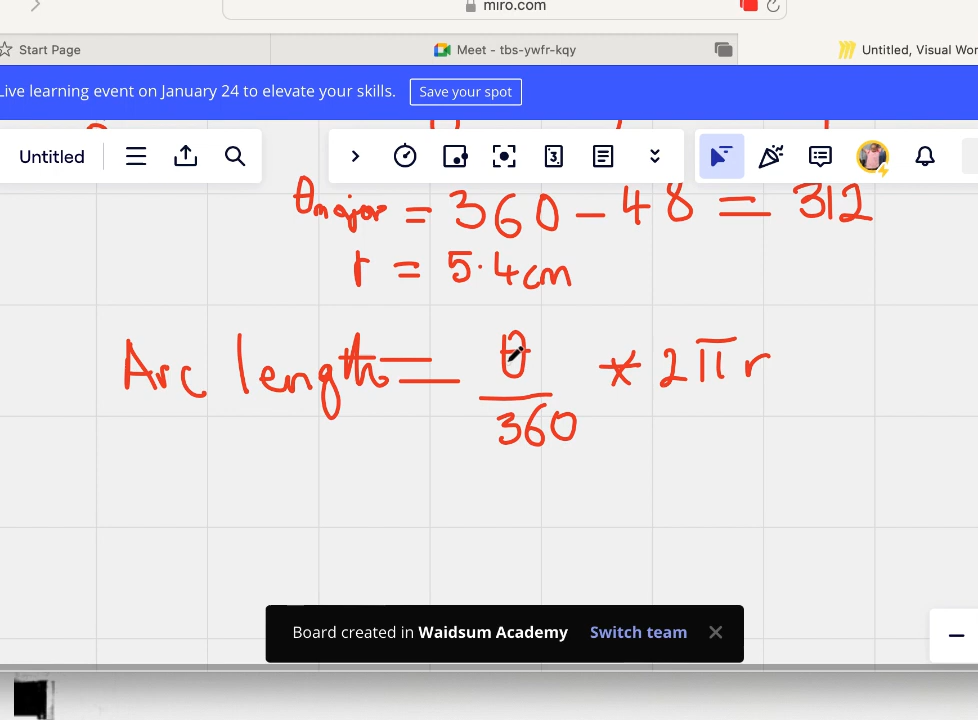 miro.com
Start Page
Meet - tbs-ywfr-kqy
Untitled, Visual Wor
Live learning event on January 24 to elevate your skills. Save your spot
Untitled
3
θmajor = 360 - 48 = 312
r = 5.4cm
Arc length = θ/360 * 2πr
Board created in Waidsum Academy Switch team